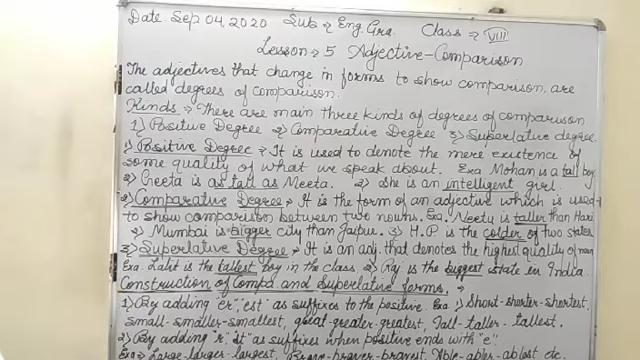 Date Sep 04, 2020 Sub ⇒ Eng. Gra. Class ⇒ VIII
Lesson ⇒ 5 Adjective - Comparison
The adjectives that change in forms to show comparison, are
called degrees of comparison.
Kinds ⇒ There are main three kinds of degrees of comparison
1) Positive Degree 2) Comparative Degree 3) Superlative degree.
1) Positive Degree ⇒ It is used to denote the mere existence of
some quality of what we speak about. Exa Mohan is a tall boy.
2) Geeta is as tall as Meeta. 2) She is an intelligent girl.
2) Comparative Degree ⇒ It is the form of an adjective which is used
to show comparison between two nouns. Exa. Neetu is taller than Hari.
2) Mumbai is bigger city than Jaipur. 3) H.P is the colder of two states
3) Superlative Degree ⇒ It is an adj. that denotes the highest quality of noun
Exa. Lalit is the tallest boy in the class. 2) Raj is the biggest state in India.
Construction of Compa. and Superlative forms. ⇒
1) By adding "er", "est" as suffixes to the positive. Exa ⇒ Short-shorter-shortest,
Small-smaller-smallest, great-greater-greatest, Tall-taller-tallest.
2) By adding "r", "st" as suffixes when positive ends with "e".
Exa ⇒ Large-larger-largest, Brave-braver-bravest, Able-abler-ablest etc.